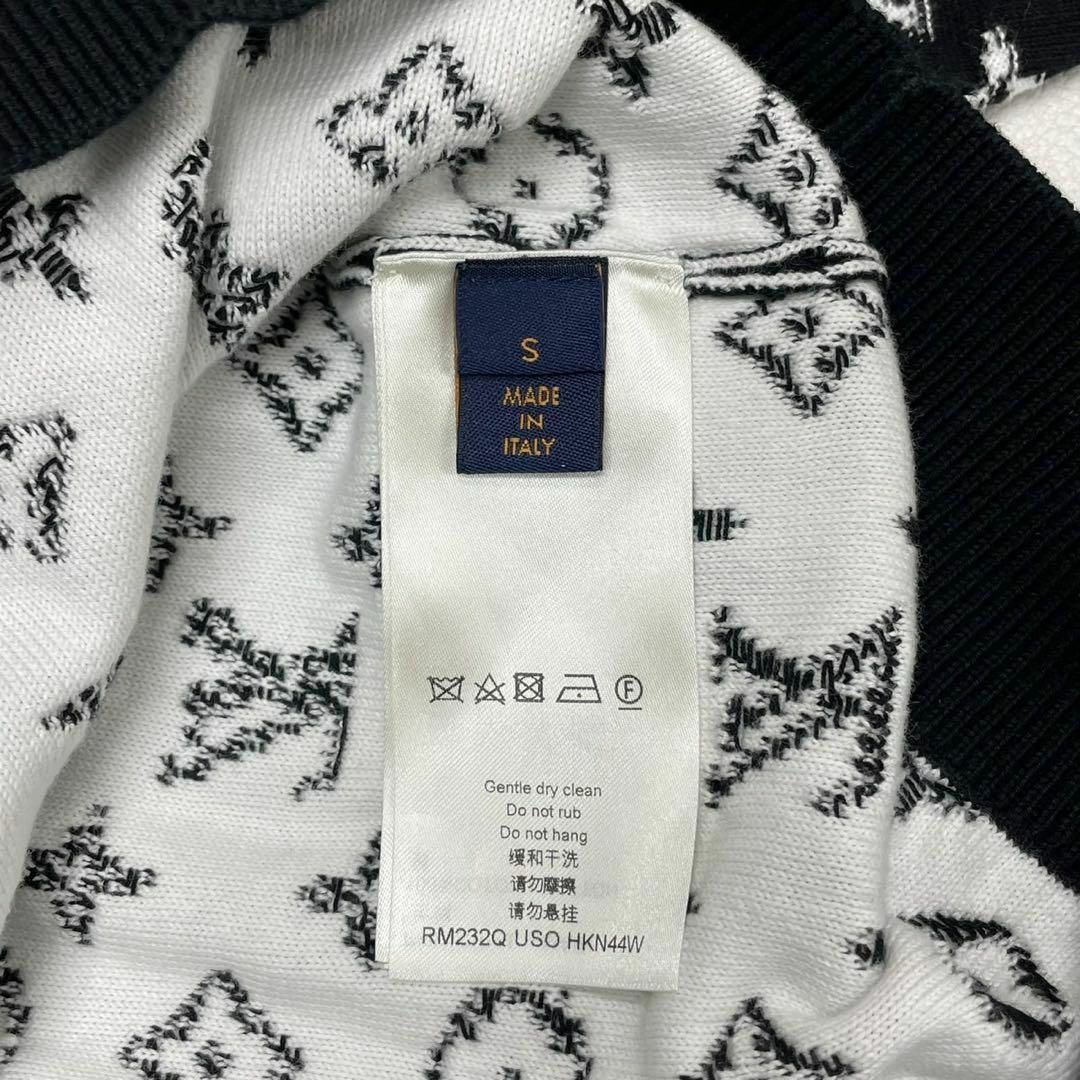 S
MADE
IN
ITALY
F
Gentle dry clean
Do not rub
Do not hang
缓和干洗
请勿摩擦
请勿悬挂
RM232Q USO HKN44W